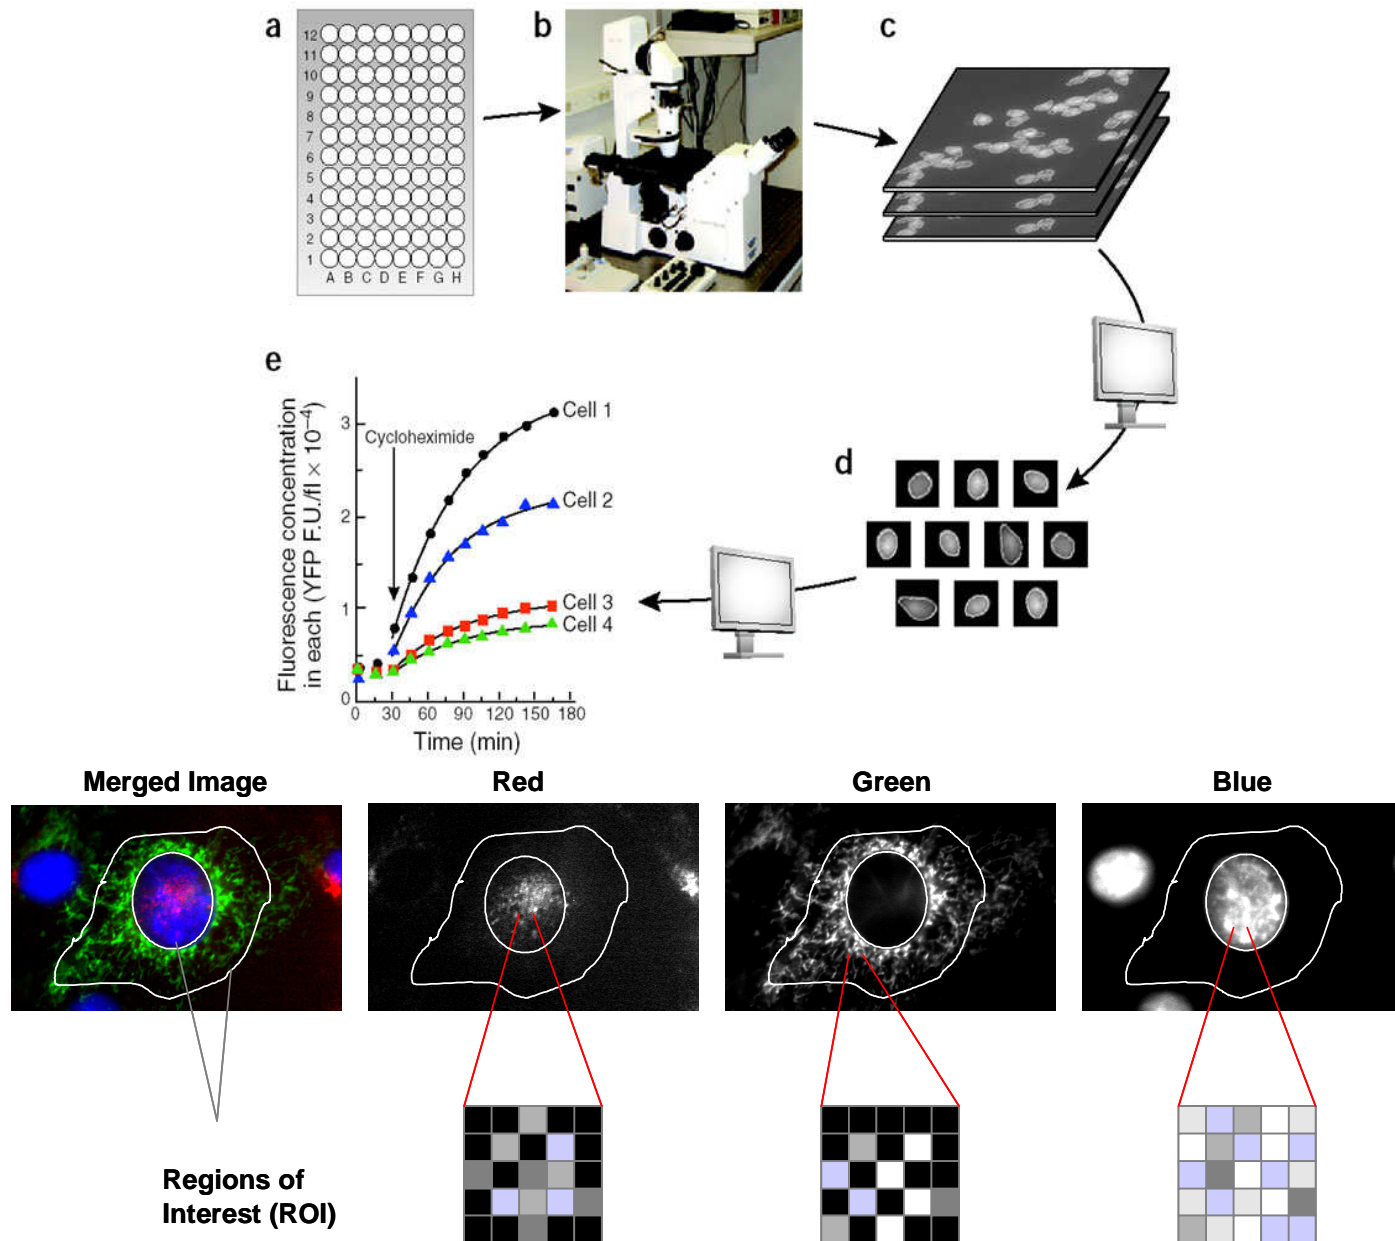 a
b
c
12
11
10
9
8
7
6
5
4
3
2
1
A B C D E F G H
e
Fluorescence concentration
in each (YFP F.U./fl × 10⁻⁴)
3
2
1
0
Cycloheximide
Cell 1
Cell 2
Cell 3
Cell 4
0 30 60 90 120 150 180
Time (min)
d
Merged Image
Red
Green
Blue
Regions of
Interest (ROI)